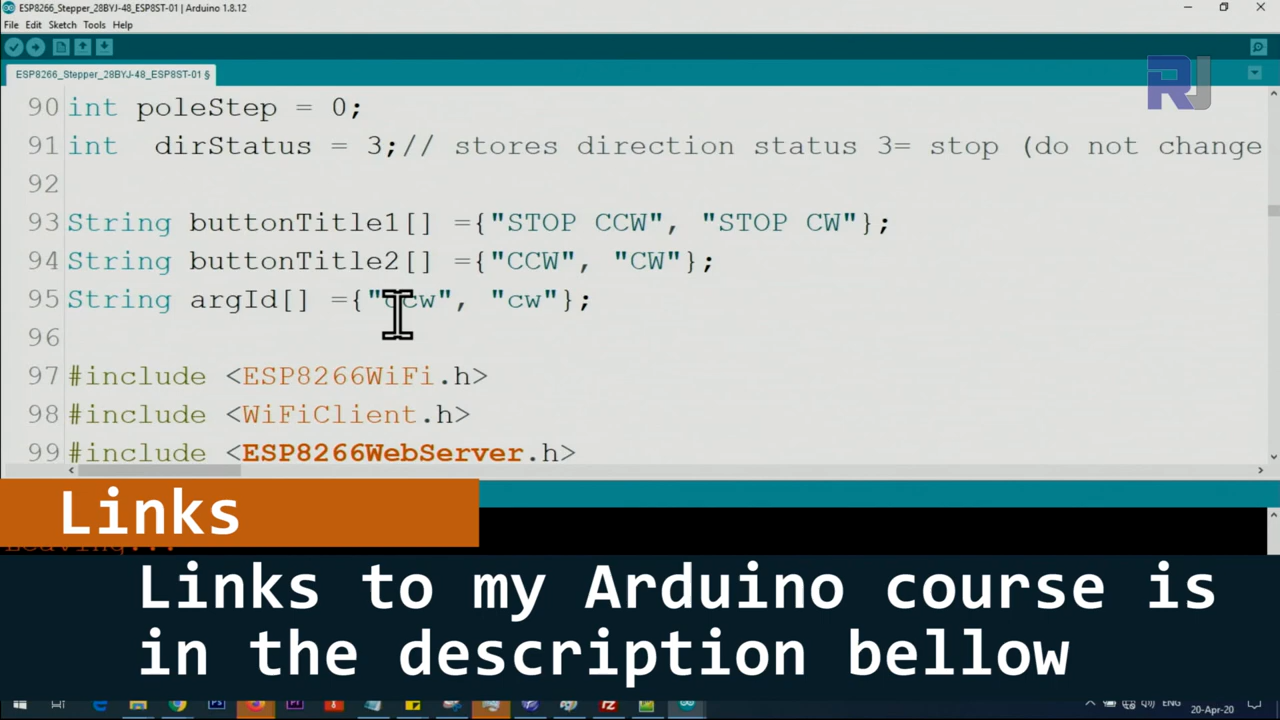 ESP8266_Stepper_28BYJ-48_ESP8ST-01 | Arduino 1.8.12
File Edit Sketch Tools Help
ESP8266_Stepper_28BYJ-48_ESP8ST-01 §
RJ
90 int poleStep = 0;
91 int dirStatus = 3;// stores direction status 3= stop (do not change
92
93 String buttonTitle1[] ={"STOP CCW", "STOP CW"};
94 String buttonTitle2[] ={"CCW", "CW"};
95 String argId[] ={"ccw", "cw"};
96
97 #include <ESP8266WiFi.h>
98 #include <WiFiClient.h>
99 #include <ESP8266WebServer.h>
Links
Links to my Arduino course is
in the description bellow
ENG
20-Apr-20